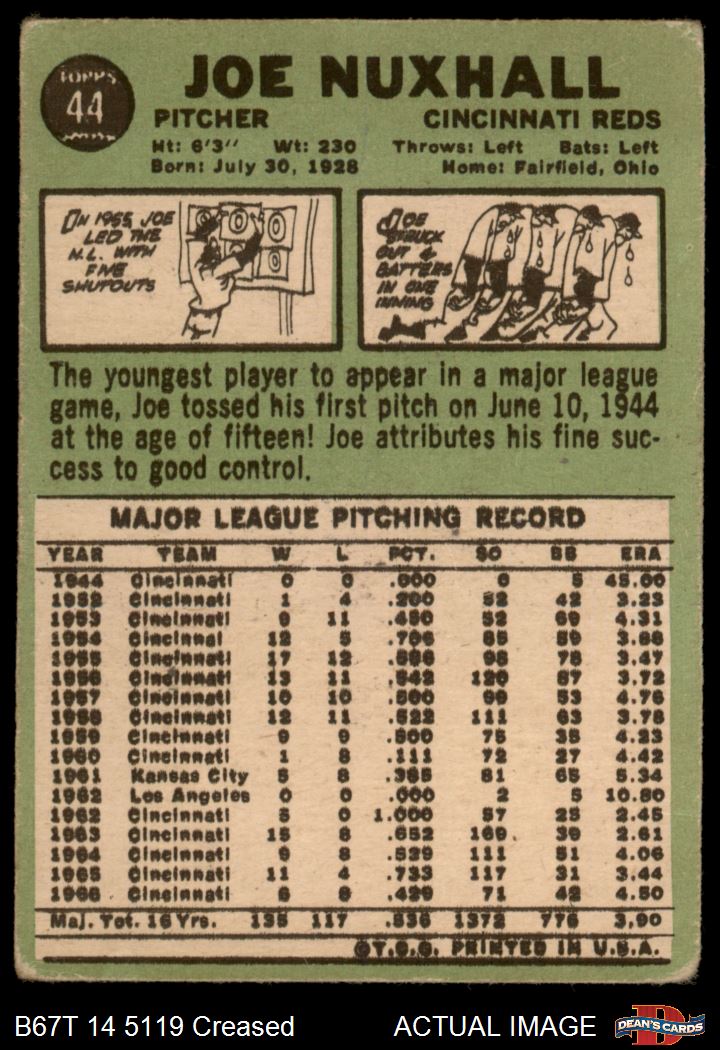 TOPPS
44
JOE NUXHALL
PITCHER CINCINNATI REDS
Ht: 6'3'' Wt: 230 Throws: Left Bats: Left
Born: July 30, 1928 Home: Fairfield, Ohio
IN 1955, JOE
LED THE
N.L. WITH
FIVE
SHUTOUTS
0 0 0
0
JOE
STRUCK
OUT 4
BATTERS
IN ONE
INNING
The youngest player to appear in a major league
game, Joe tossed his first pitch on June 10, 1944
at the age of fifteen! Joe attributes his fine suc-
cess to good control.
MAJOR LEAGUE PITCHING RECORD
YEAR TEAM W L PCT. SO BB ERA
1944 Cincinnati 0 0 .000 0 5 45.00
1952 Cincinnati 1 4 .200 52 42 3.23
1953 Cincinnati 9 11 .450 52 69 4.31
1954 Cincinnati 12 5 .706 85 59 3.88
1955 Cincinnati 17 12 .586 98 78 3.47
1956 Cincinnati 13 11 .542 120 87 3.72
1957 Cincinnati 10 10 .500 99 53 4.76
1958 Cincinnati 12 11 .522 111 63 3.78
1959 Cincinnati 9 9 .500 75 35 4.23
1960 Cincinnati 1 8 .111 72 27 4.42
1961 Kansas City 5 8 .385 81 65 5.34
1962 Los Angeles 0 0 .000 2 5 10.80
1962 Cincinnati 5 0 1.000 57 25 2.45
1963 Cincinnati 15 8 .652 169 39 2.61
1964 Cincinnati 9 8 .529 111 51 4.06
1965 Cincinnati 11 4 .733 117 31 3.44
1966 Cincinnati 6 8 .429 71 42 4.50
Maj. Tot. 16 Yrs. 135 117 .536 1372 776 3.90
©T.C.G. PRINTED IN U.S.A.
B67T 14 5119 Creased ACTUAL IMAGE DEAN'S CARDS